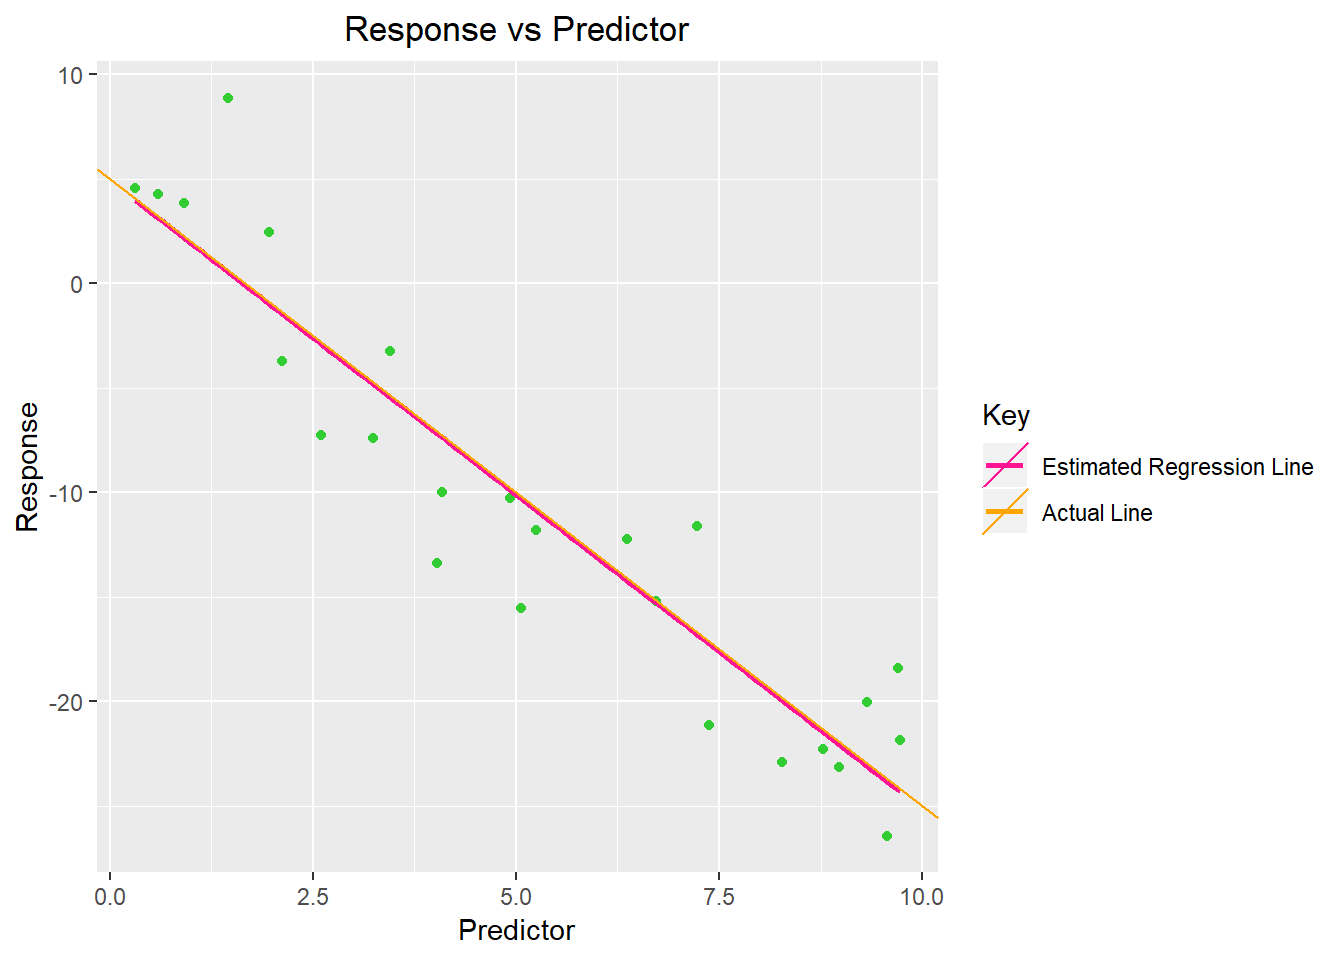 Response vs Predictor
10
0
-10
-20
Response
0.0 2.5 5.0 7.5 10.0
Predictor
Key
Estimated Regression Line
Actual Line